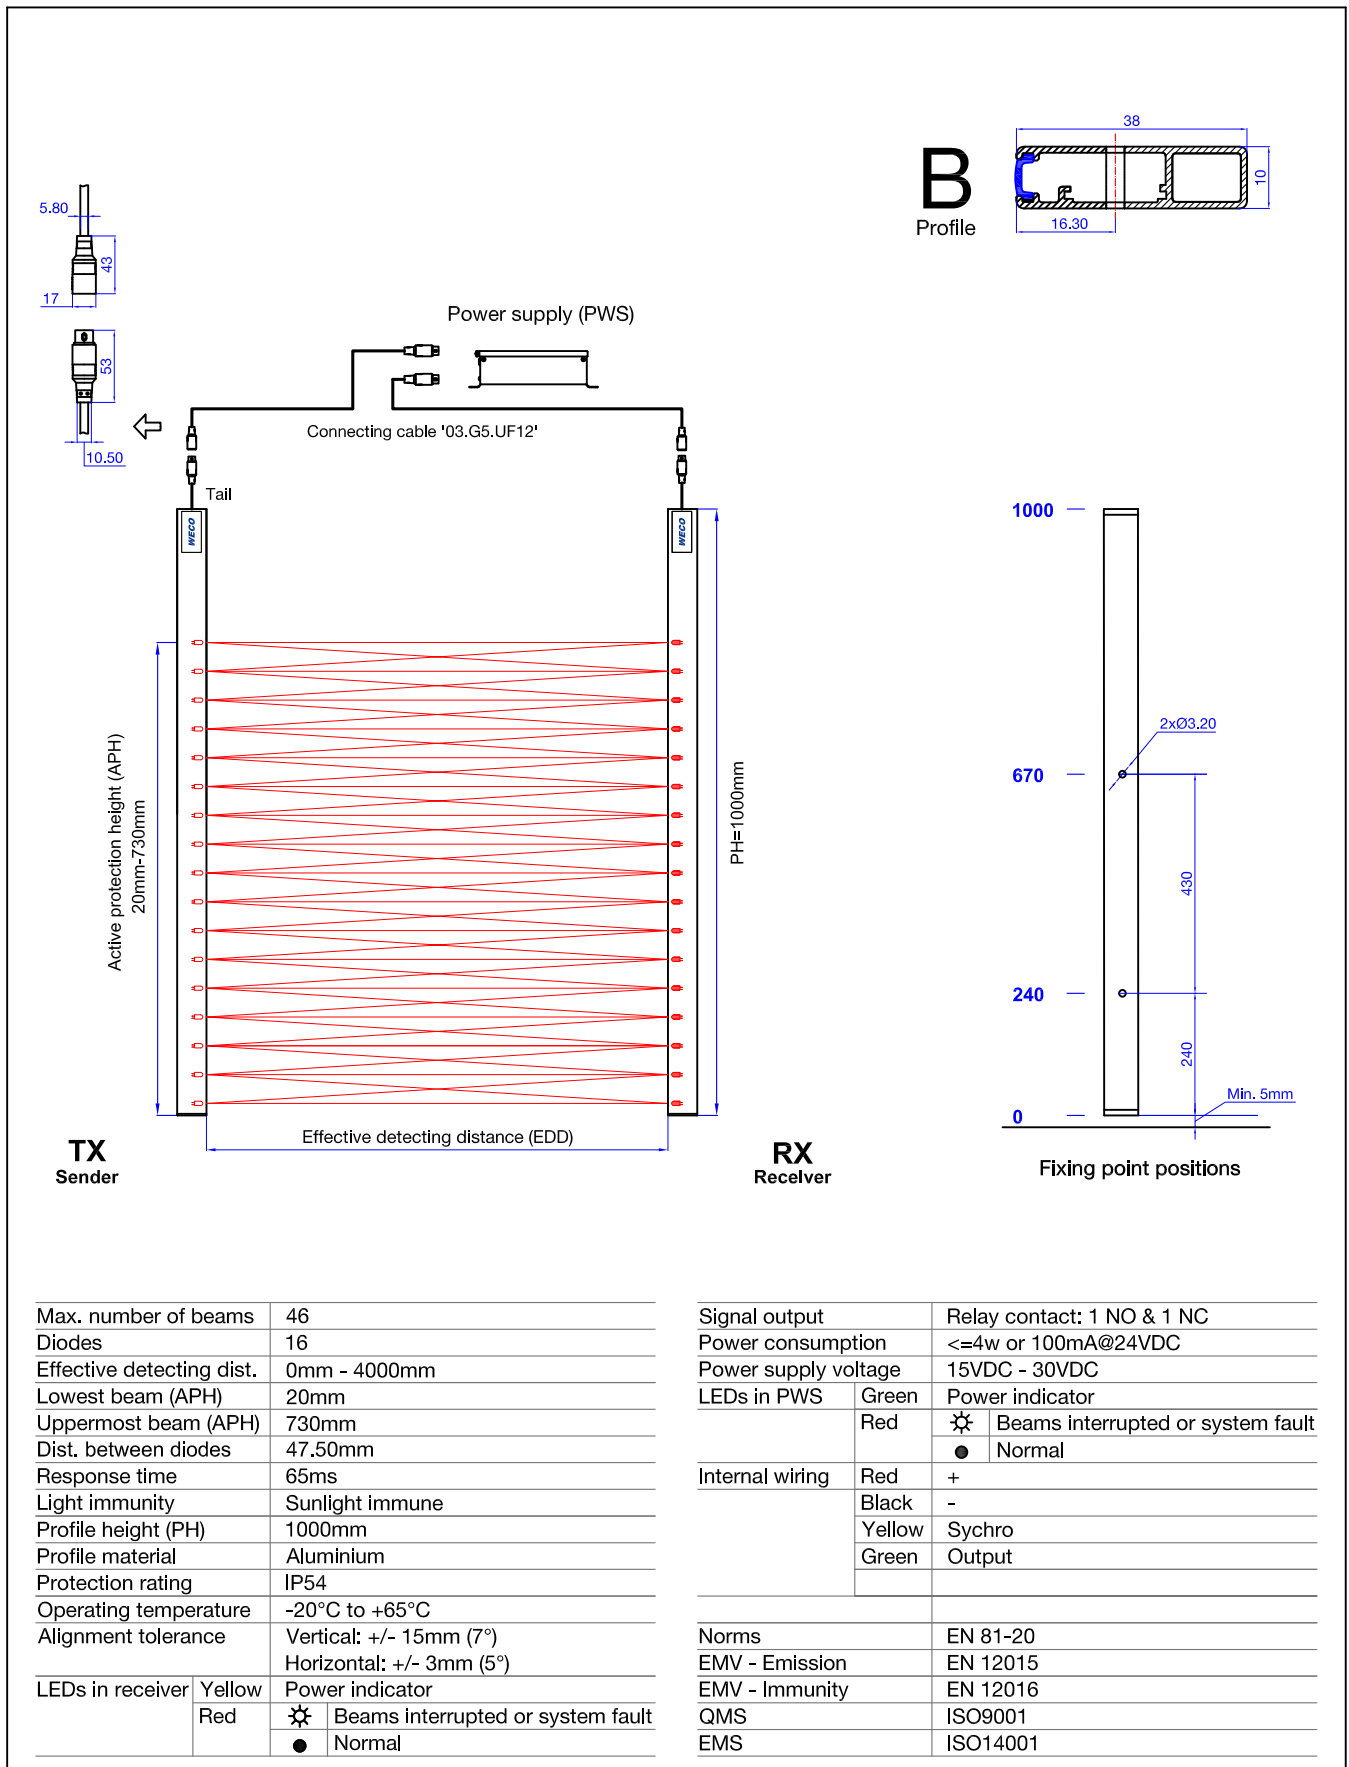 38
B
Profile
10
16.30
5.80
43
17
53
10.50
Power supply (PWS)
Connecting cable '03.G5.UF12'
Tail
WECO
WECO
Active protection height (APH)
20mm-730mm
PH=1000mm
Effective detecting distance (EDD)
TX
Sender
RX
Receiver
1000
670
240
0
2xØ3.20
430
240
Min. 5mm
Fixing point positions
Max. number of beams 46
Diodes 16
Effective detecting dist. 0mm - 4000mm
Lowest beam (APH) 20mm
Uppermost beam (APH) 730mm
Dist. between diodes 47.50mm
Response time 65ms
Light immunity Sunlight immune
Profile height (PH) 1000mm
Profile material Aluminium
Protection rating IP54
Operating temperature -20°C to +65°C
Alignment tolerance Vertical: +/- 15mm (7°)
Horizontal: +/- 3mm (5°)
LEDs in receiver Yellow Power indicator
Red Beams interrupted or system fault
Normal
Signal output Relay contact: 1 NO & 1 NC
Power consumption <=4w or 100mA@24VDC
Power supply voltage 15VDC - 30VDC
LEDs in PWS Green Power indicator
Red Beams interrupted or system fault
Normal
Internal wiring Red +
Black -
Yellow Sychro
Green Output
Norms EN 81-20
EMV - Emission EN 12015
EMV - Immunity EN 12016
QMS ISO9001
EMS ISO14001